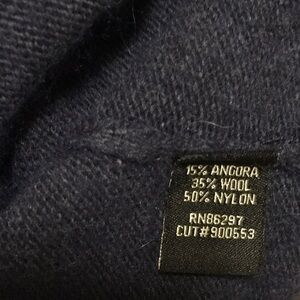 15% ANGORA
35% WOOL
50% NYLON
RN86297
CUT#900553